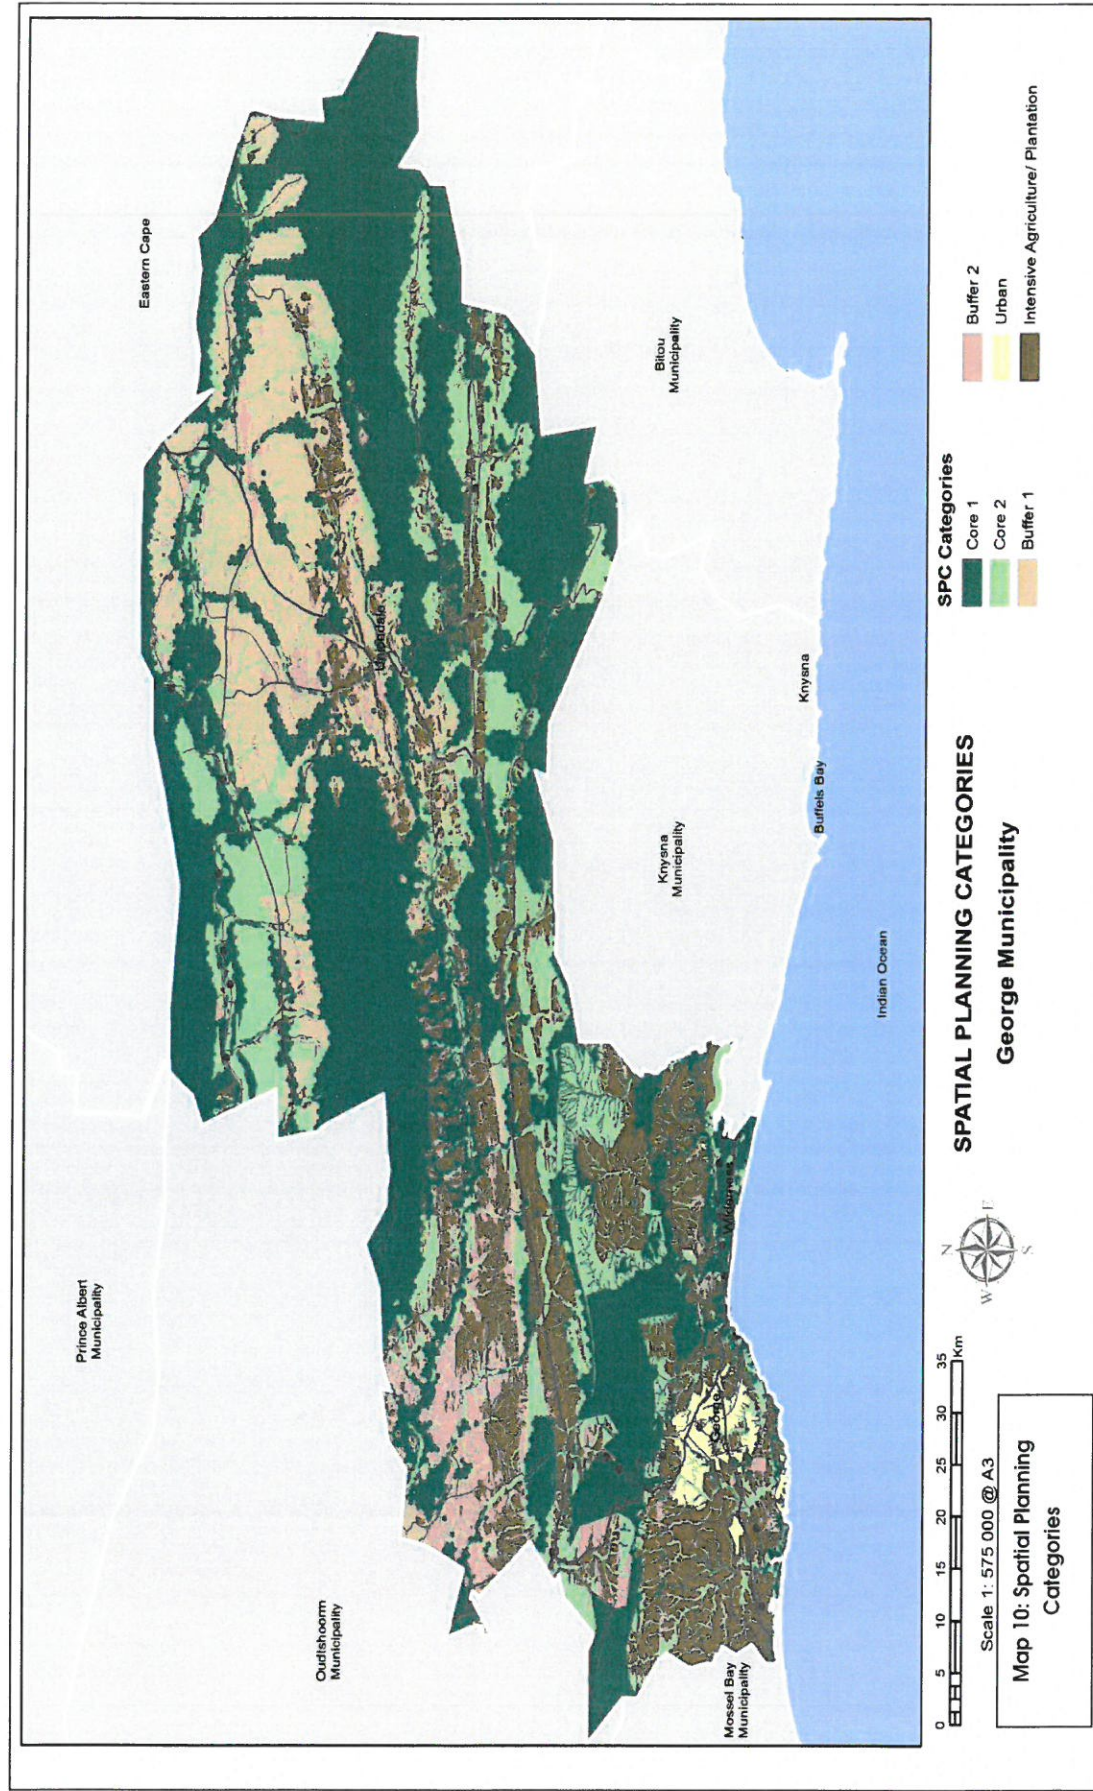 Eastern Cape
Prince Albert
Municipality
Oudtshoorn
Municipality
Uniondale
Bitou
Municipality
Knysna
Municipality
Knysna
Buffels Bay
Wilderness
George
Mossel Bay
Municipality
Indian Ocean
0 5 10 15 20 25 30 35
Km
Scale 1: 575 000 @ A3
Map 10: Spatial Planning
Categories
N
W E
S
SPATIAL PLANNING CATEGORIES
George Municipality
SPC Categories
Core 1
Core 2
Buffer 1
Buffer 2
Urban
Intensive Agriculture/ Plantation